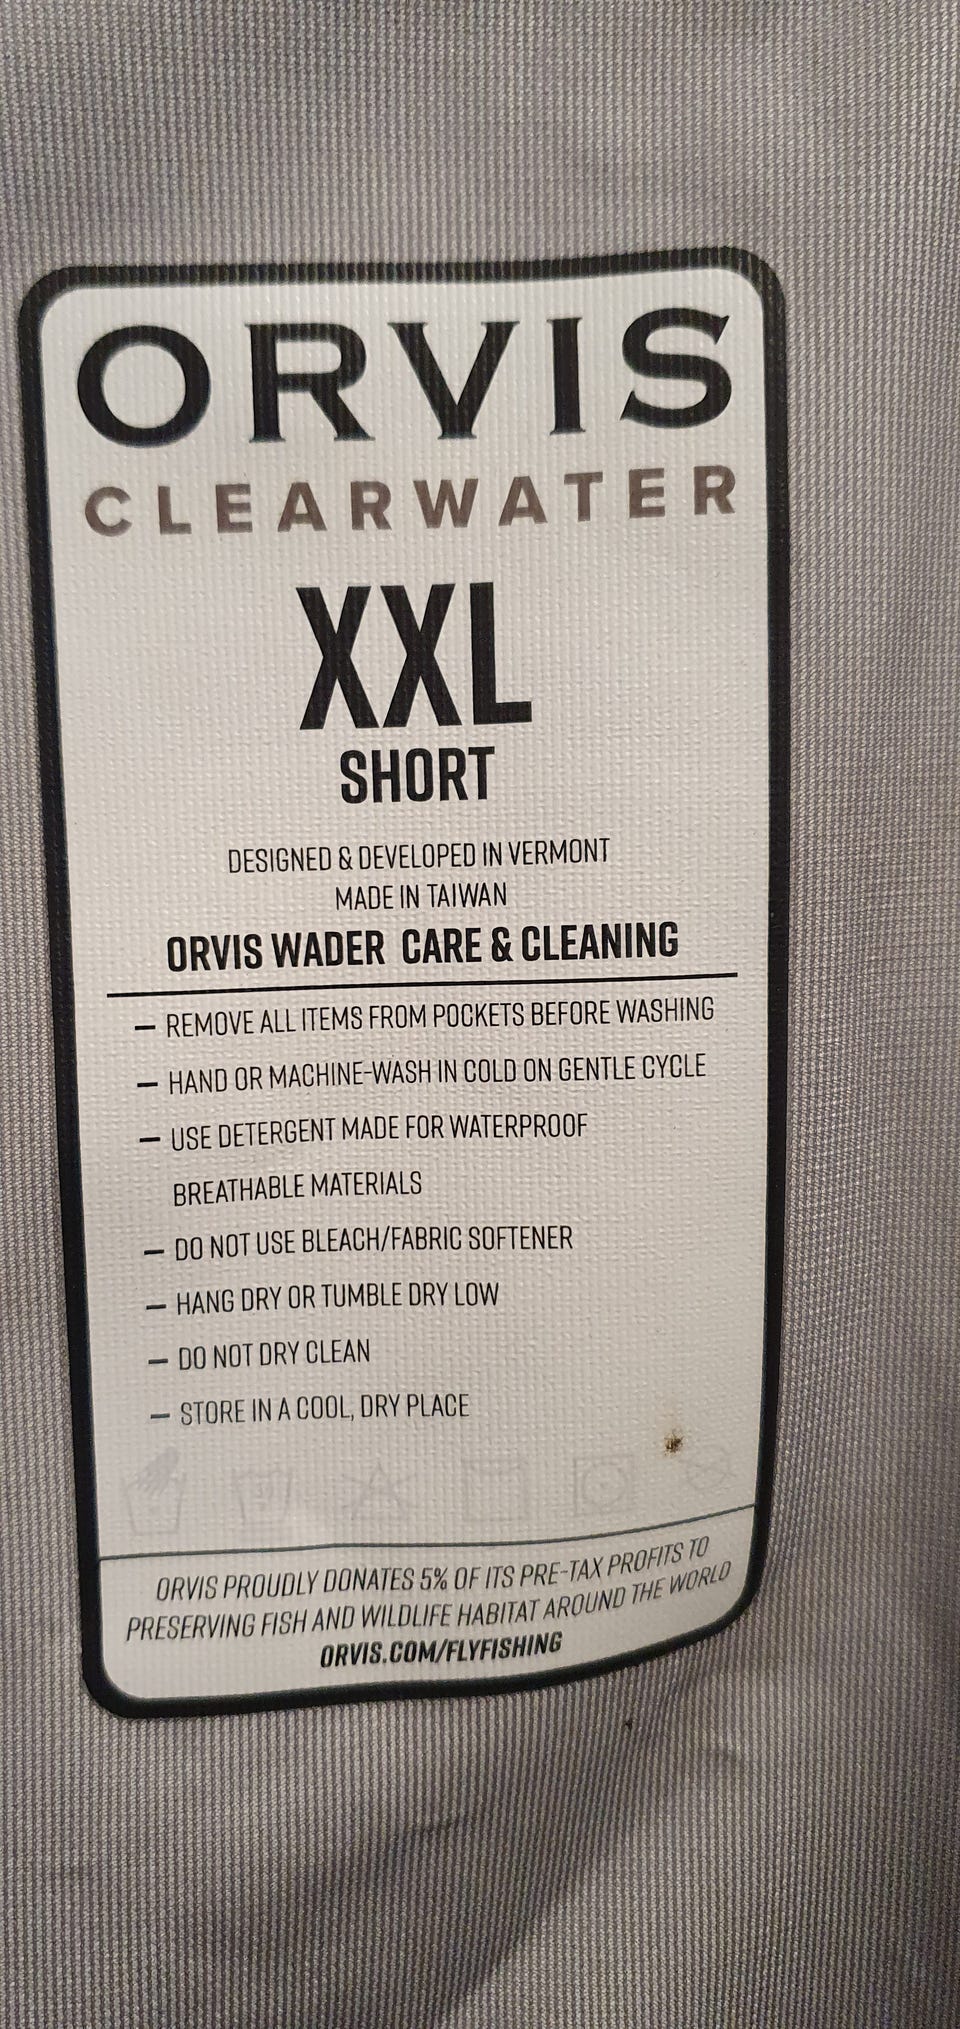 ORVIS
CLEARWATER
XXL
SHORT
DESIGNED & DEVELOPED IN VERMONT
MADE IN TAIWAN
ORVIS WADER CARE & CLEANING
– REMOVE ALL ITEMS FROM POCKETS BEFORE WASHING
– HAND OR MACHINE-WASH IN COLD ON GENTLE CYCLE
– USE DETERGENT MADE FOR WATERPROOF
BREATHABLE MATERIALS
– DO NOT USE BLEACH/FABRIC SOFTENER
– HANG DRY OR TUMBLE DRY LOW
– DO NOT DRY CLEAN
– STORE IN A COOL, DRY PLACE
ORVIS PROUDLY DONATES 5% OF ITS PRE-TAX PROFITS TO
PRESERVING FISH AND WILDLIFE HABITAT AROUND THE WORLD
ORVIS.COM/FLYFISHING